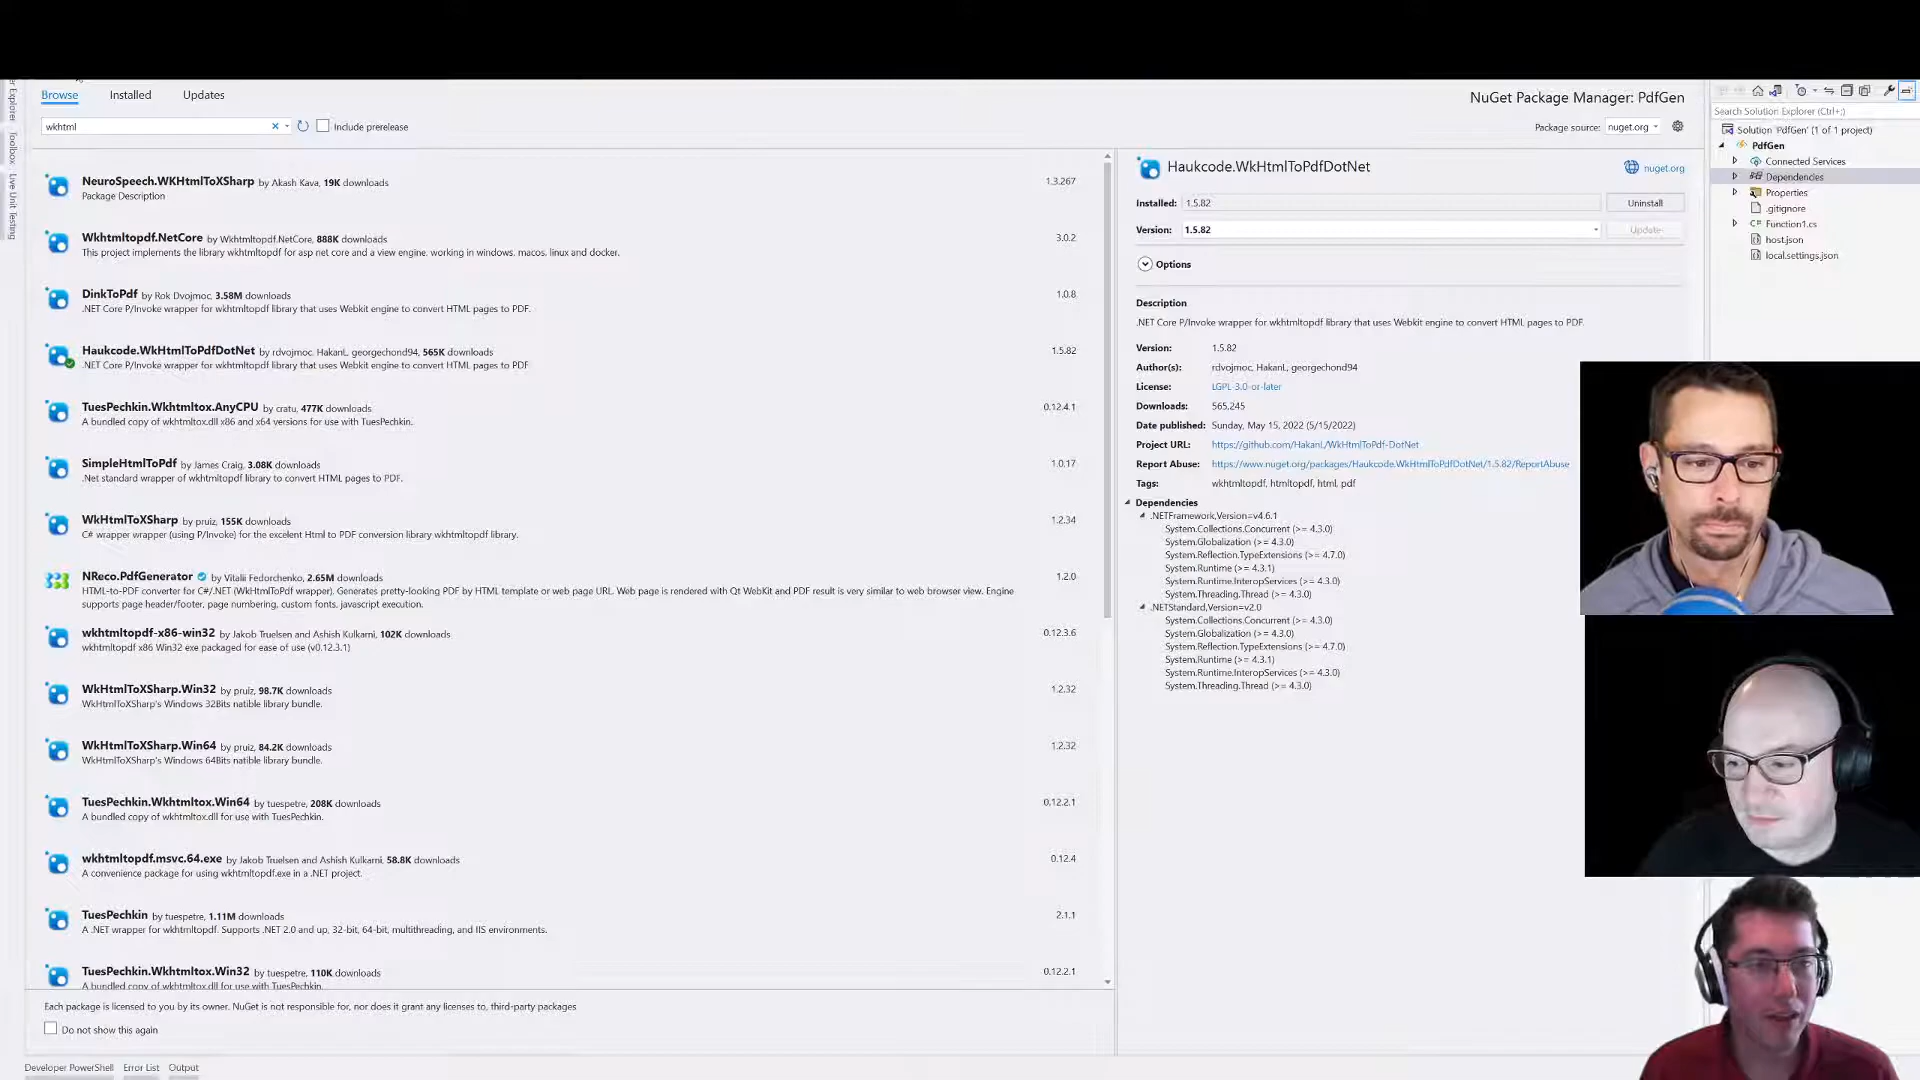 Browse
Installed
Updates
NuGet Package Manager: PdfGen
wkhtml
Include prerelease
Package source: nuget.org
NeuroSpeech.WKHtmlToXSharp by Akash Kava, 19K downloads
1.3.267
Package Description
Wkhtmltopdf.NetCore by Wkhtmltopdf.NetCore, 888K downloads
3.0.2
This project implements the library wkhtmltopdf for asp net core and a view engine. working in windows, macos, linux and docker.
DinkToPdf by Rok Dvojmoc, 3.58M downloads
1.0.8
.NET Core P/Invoke wrapper for wkhtmltopdf library that uses Webkit engine to convert HTML pages to PDF.
Haukcode.WkHtmlToPdfDotNet by rdvojmoc, HakanL, georgechond94, 565K downloads
1.5.82
.NET Core P/Invoke wrapper for wkhtmltopdf library that uses Webkit engine to convert HTML pages to PDF
TuesPechkin.Wkhtmltox.AnyCPU by cratu, 477K downloads
0.12.4.1
A bundled copy of wkhtmltox.dll x86 and x64 versions for use with TuesPechkin.
SimpleHtmlToPdf by James Craig, 3.08K downloads
1.0.17
.Net standard wrapper of wkhtmltopdf library to convert HTML pages to PDF.
WkHtmlToXSharp by pruiz, 155K downloads
1.2.34
C# wrapper wrapper (using P/Invoke) for the excelent Html to PDF conversion library wkhtmltopdf library.
NReco.PdfGenerator by Vitalii Fedorchenko, 2.65M downloads
1.2.0
HTML-to-PDF converter for C#/.NET (WkHtmlToPdf wrapper). Generates pretty-looking PDF by HTML template or web page URL. Web page is rendered with Qt WebKit and PDF result is very similar to web browser view. Engine
supports page header/footer, page numbering, custom fonts, javascript execution.
wkhtmltopdf-x86-win32 by Jakob Truelsen and Ashish Kulkarni, 102K downloads
0.12.3.6
wkhtmltopdf x86 Win32 exe packaged for ease of use (v0.12.3.1)
WkHtmlToXSharp.Win32 by pruiz, 98.7K downloads
1.2.32
WkHtmlToXSharp's Windows 32Bits natible library bundle.
WkHtmlToXSharp.Win64 by pruiz, 84.2K downloads
1.2.32
WkHtmlToXSharp's Windows 64Bits natible library bundle.
TuesPechkin.Wkhtmltox.Win64 by tuespetre, 208K downloads
0.12.2.1
A bundled copy of wkhtmltox.dll for use with TuesPechkin.
wkhtmltopdf.msvc.64.exe by Jakob Truelsen and Ashish Kulkarni, 58.8K downloads
0.12.4
A convenience package for using wkhtmltopdf.exe in a .NET project.
TuesPechkin by tuespetre, 1.11M downloads
2.1.1
A .NET wrapper for wkhtmltopdf. Supports .NET 2.0 and up, 32-bit, 64-bit, multithreading, and IIS environments.
TuesPechkin.Wkhtmltox.Win32 by tuespetre, 110K downloads
0.12.2.1
A bundled copy of wkhtmltox.dll for use with TuesPechkin.
Each package is licensed to you by its owner. NuGet is not responsible for, nor does it grant any licenses to, third-party packages
Do not show this again
Developer PowerShell
Error List
Output
Haukcode.WkHtmlToPdfDotNet
nuget.org
Installed: 1.5.82
Uninstall
Version: 1.5.82
Update
Options
Description
.NET Core P/Invoke wrapper for wkhtmltopdf library that uses Webkit engine to convert HTML pages to PDF.
Version: 1.5.82
Author(s): rdvojmoc, HakanL, georgechond94
License: LGPL-3.0-or-later
Downloads: 565,245
Date published: Sunday, May 15, 2022 (5/15/2022)
Project URL: https://github.com/HakanL/WkHtmlToPdf-DotNet
Report Abuse: https://www.nuget.org/packages/Haukcode.WkHtmlToPdfDotNet/1.5.82/ReportAbuse
Tags: wkhtmltopdf, htmltopdf, html, pdf
Dependencies
.NETFramework,Version=v4.6.1
System.Collections.Concurrent (>= 4.3.0)
System.Globalization (>= 4.3.0)
System.Reflection.TypeExtensions (>= 4.7.0)
System.Runtime (>= 4.3.1)
System.Runtime.InteropServices (>= 4.3.0)
System.Threading.Thread (>= 4.3.0)
.NETStandard,Version=v2.0
System.Collections.Concurrent (>= 4.3.0)
System.Globalization (>= 4.3.0)
System.Reflection.TypeExtensions (>= 4.7.0)
System.Runtime (>= 4.3.1)
System.Runtime.InteropServices (>= 4.3.0)
System.Threading.Thread (>= 4.3.0)
Search Solution Explorer (Ctrl+;)
Solution 'PdfGen' (1 of 1 project)
PdfGen
Connected Services
Dependencies
Properties
.gitignore
Function1.cs
host.json
local.settings.json
Explorer
Toolbox
Live Unit Testing